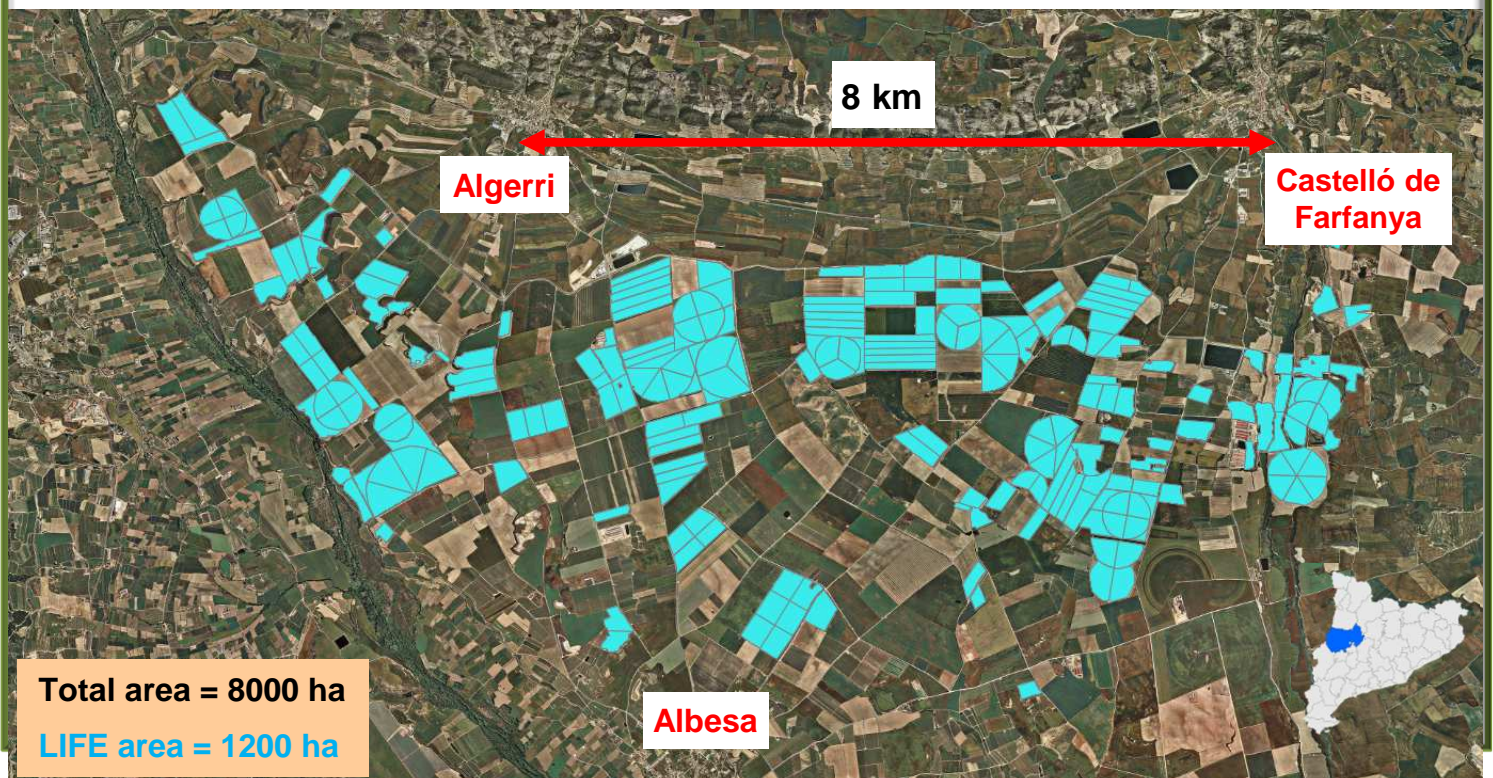 8 km
Algerri
Castelló de
Farfanya
Albesa
Total area = 8000 ha
LIFE area = 1200 ha